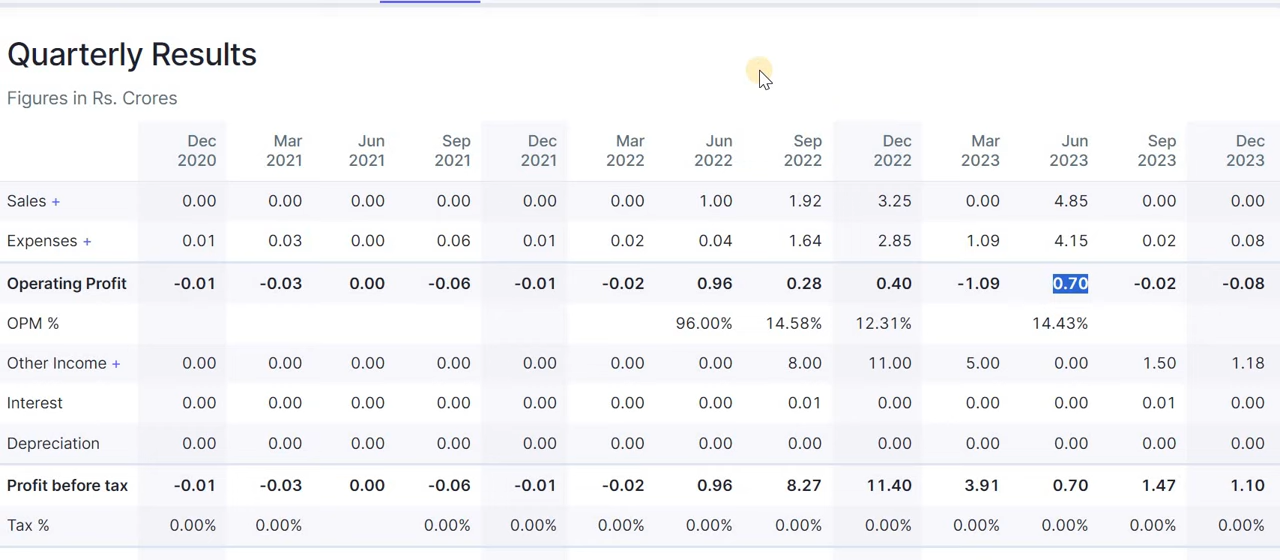 Quarterly Results
Figures in Rs. Crores
Dec 2020 Mar 2021 Jun 2021 Sep 2021 Dec 2021 Mar 2022 Jun 2022 Sep 2022 Dec 2022 Mar 2023 Jun 2023 Sep 2023 Dec 2023
Sales + 0.00 0.00 0.00 0.00 0.00 0.00 1.00 1.92 3.25 0.00 4.85 0.00 0.00
Expenses + 0.01 0.03 0.00 0.06 0.01 0.02 0.04 1.64 2.85 1.09 4.15 0.02 0.08
Operating Profit -0.01 -0.03 0.00 -0.06 -0.01 -0.02 0.96 0.28 0.40 -1.09 0.70 -0.02 -0.08
OPM % 96.00% 14.58% 12.31% 14.43%
Other Income + 0.00 0.00 0.00 0.00 0.00 0.00 0.00 8.00 11.00 5.00 0.00 1.50 1.18
Interest 0.00 0.00 0.00 0.00 0.00 0.00 0.00 0.01 0.00 0.00 0.00 0.01 0.00
Depreciation 0.00 0.00 0.00 0.00 0.00 0.00 0.00 0.00 0.00 0.00 0.00 0.00 0.00
Profit before tax -0.01 -0.03 0.00 -0.06 -0.01 -0.02 0.96 8.27 11.40 3.91 0.70 1.47 1.10
Tax % 0.00% 0.00% 0.00% 0.00% 0.00% 0.00% 0.00% 0.00% 0.00% 0.00% 0.00% 0.00%